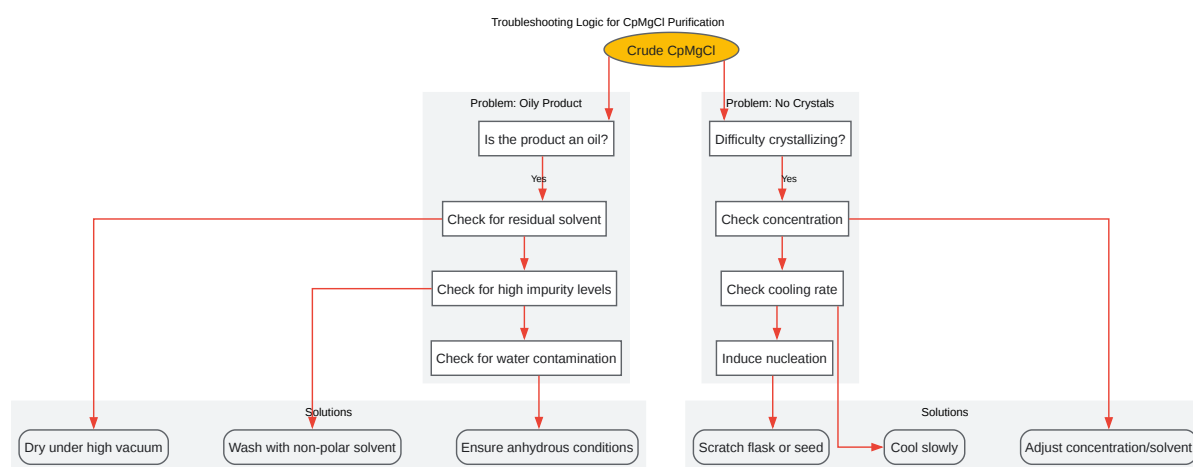 Troubleshooting Logic for CpMgCl Purification
Crude CpMgCl
Problem: Oily Product
Is the product an oil?
Yes
Check for residual solvent
Check for high impurity levels
Check for water contamination
Problem: No Crystals
Difficulty crystallizing?
Yes
Check concentration
Check cooling rate
Induce nucleation
Solutions
Dry under high vacuum
Wash with non-polar solvent
Ensure anhydrous conditions
Solutions
Scratch flask or seed
Cool slowly
Adjust concentration/solvent